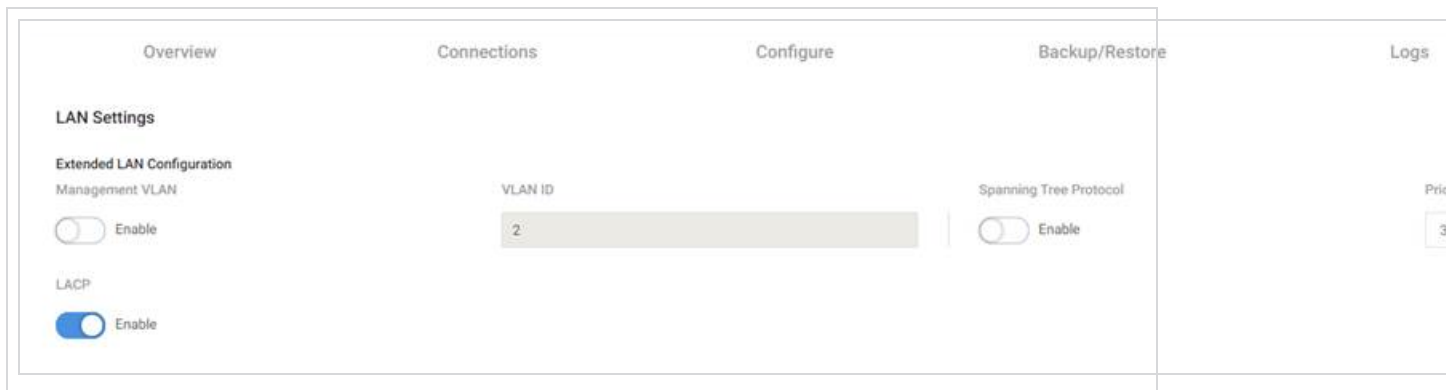 Overview Connections Configure Backup/Restore Logs
LAN Settings
Extended LAN Configuration
Management VLAN VLAN ID Spanning Tree Protocol
Enable 2 Enable 3
LACP
Enable